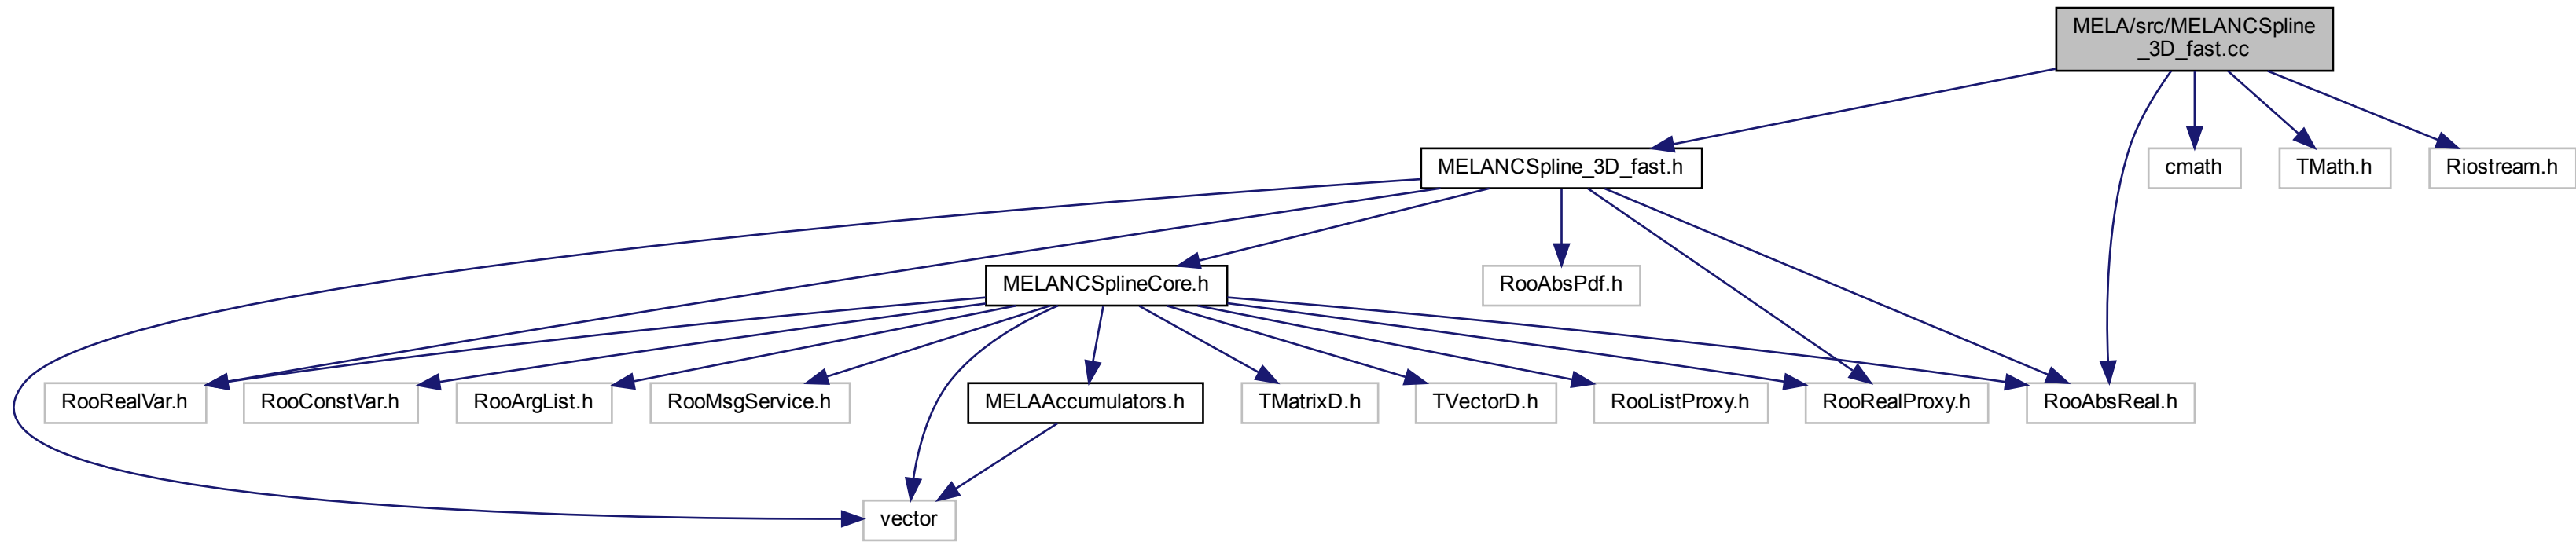 MELA/src/MELANCSpline
_3D_fast.cc
MELANCSpline_3D_fast.h
cmath
TMath.h
Riostream.h
MELANCSplineCore.h
RooAbsPdf.h
RooRealVar.h
RooConstVar.h
RooArgList.h
RooMsgService.h
MELAAccumulators.h
TMatrixD.h
TVectorD.h
RooListProxy.h
RooRealProxy.h
RooAbsReal.h
vector